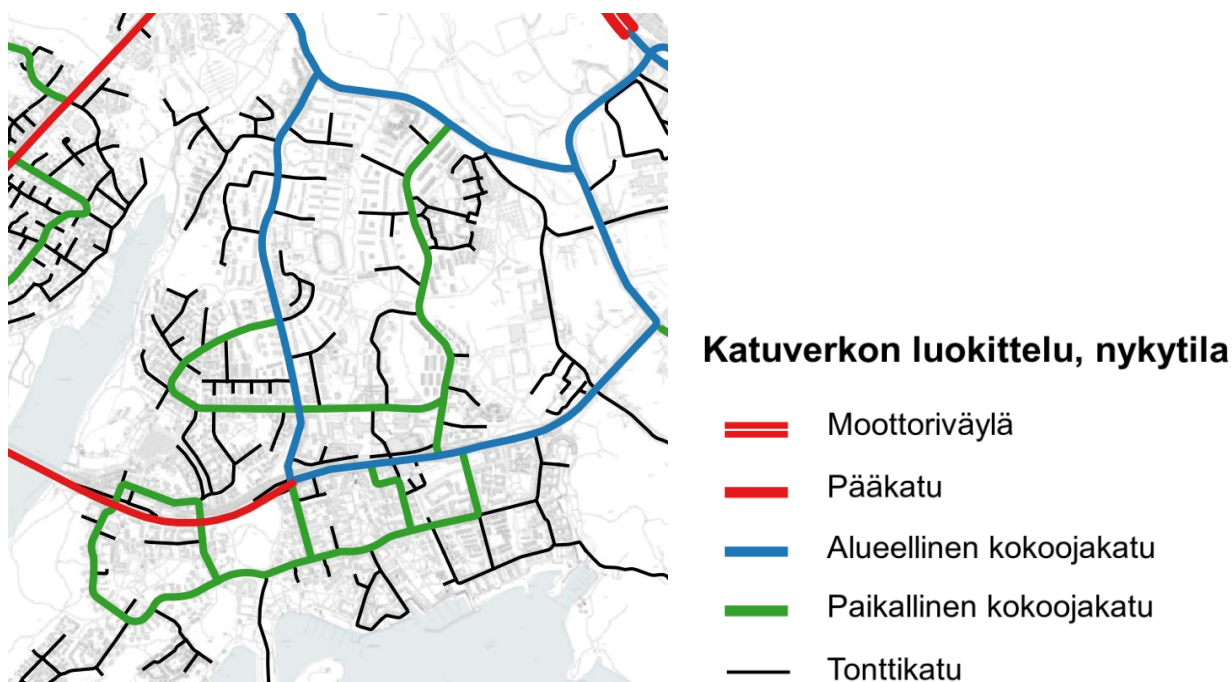 Katuverkon luokittelu, nykytila
Moottoriväylä
Pääkatu
Alueellinen kokoojakatu
Paikallinen kokoojakatu
Tonttikatu